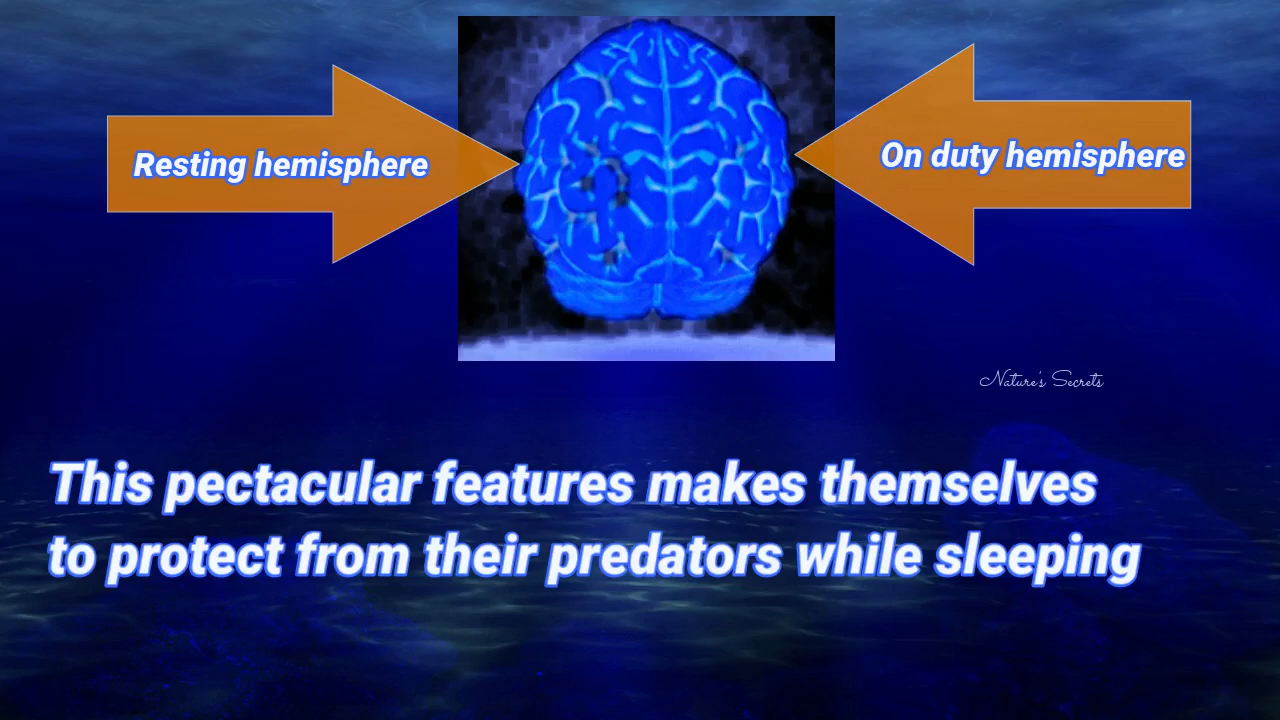 Resting hemisphere
On duty hemisphere
Nature's Secrets
This pectacular features makes themselves
to protect from their predators while sleeping